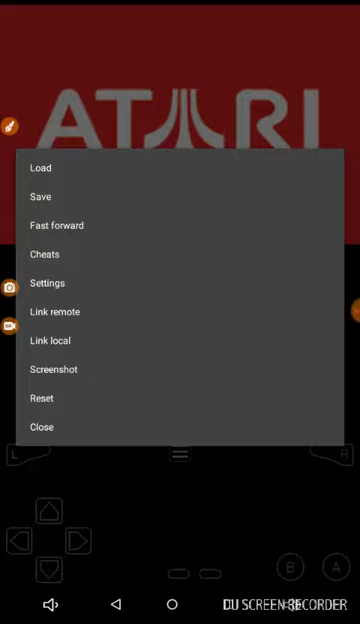 ATARI
Load
Save
Fast forward
Cheats
Settings
Link remote
Link local
Screenshot
Reset
Close
L
R
B
A
DU SCREEN RECORDER